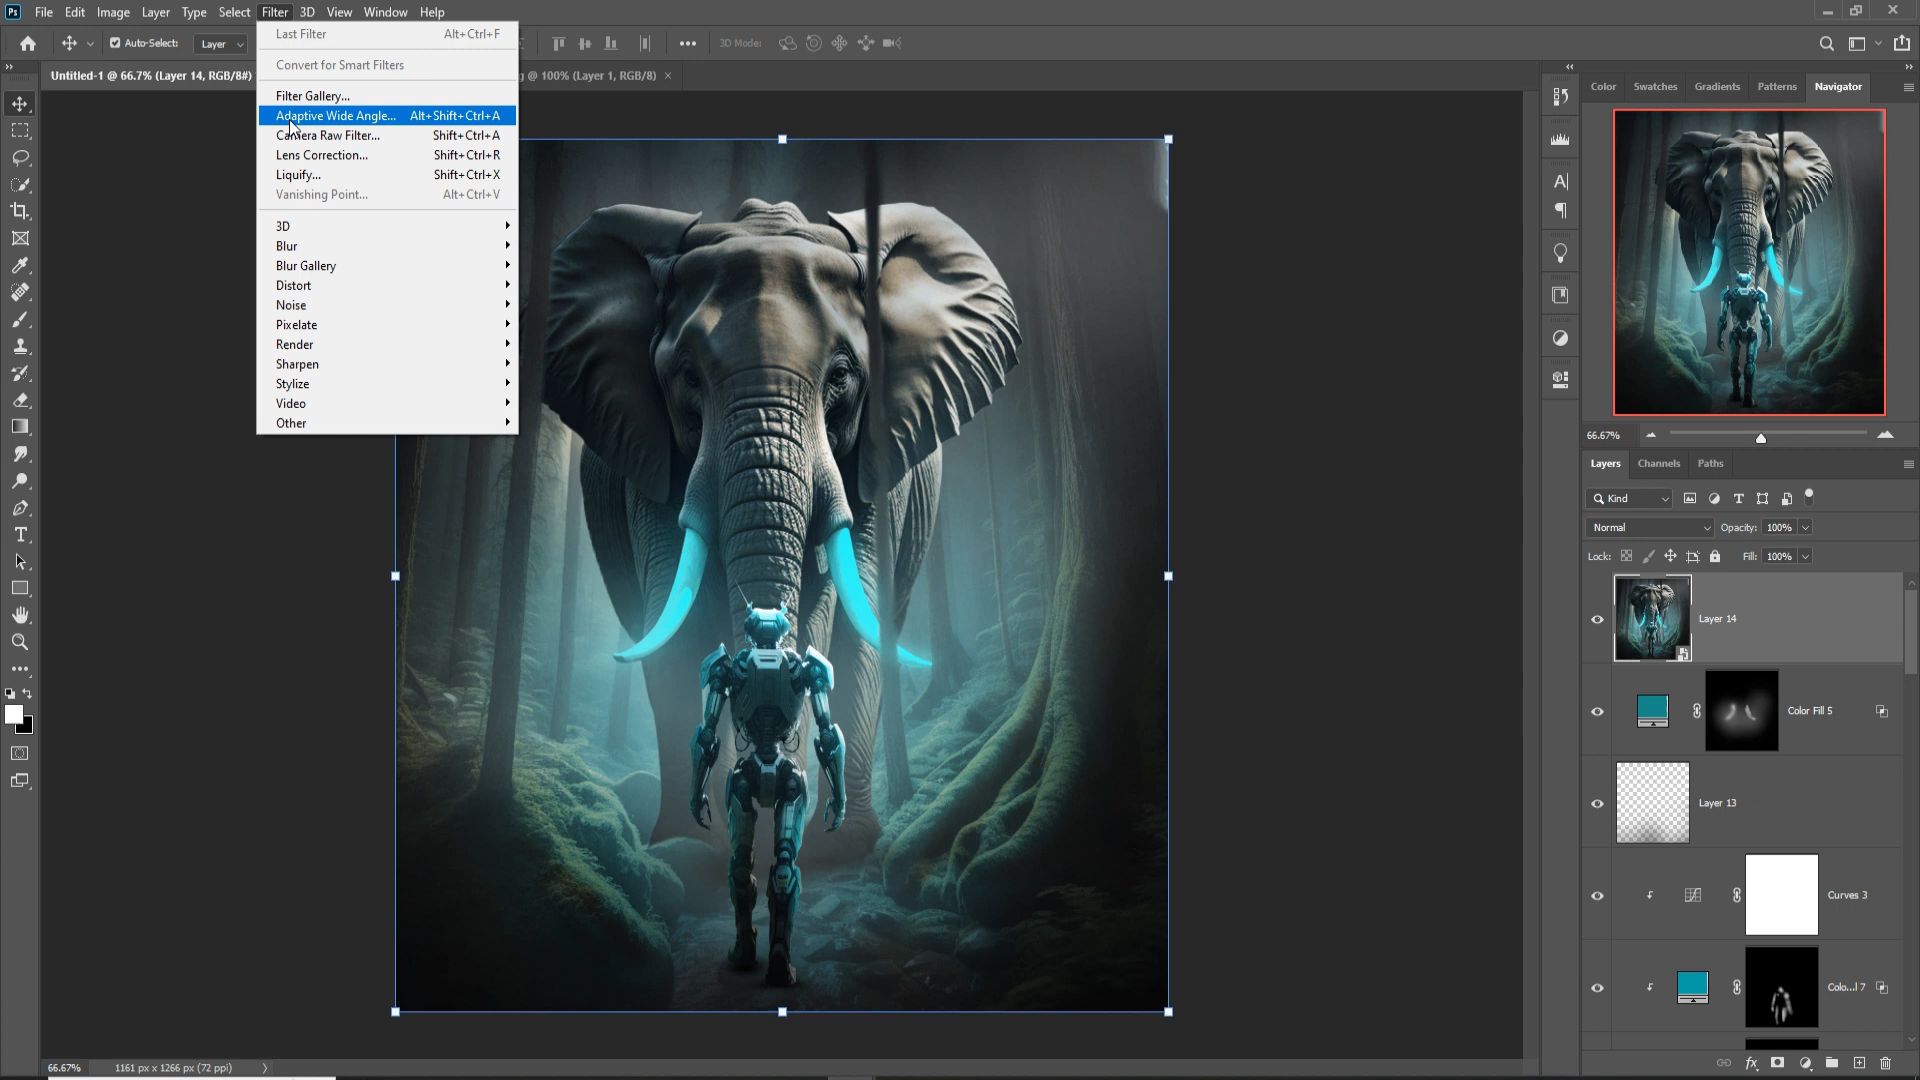 Ps File Edit Image Layer Type Select Filter 3D View Window Help
Auto-Select: Layer 3D Mode:
Untitled-1 @ 66.7% (Layer 14, RGB/8#) g @ 100% (Layer 1, RGB/8) ×
Last Filter Alt+Ctrl+F
Convert for Smart Filters
Filter Gallery...
Adaptive Wide Angle... Alt+Shift+Ctrl+A
Camera Raw Filter... Shift+Ctrl+A
Lens Correction... Shift+Ctrl+R
Liquify... Shift+Ctrl+X
Vanishing Point... Alt+Ctrl+V
3D
Blur
Blur Gallery
Distort
Noise
Pixelate
Render
Sharpen
Stylize
Video
Other
Color Swatches Gradients Patterns Navigator
66.67%
Layers Channels Paths
Kind
Normal Opacity: 100%
Lock: Fill: 100%
Layer 14
Color Fill 5
Layer 13
Curves 3
Colo...l 7
66.67% 1161 px x 1266 px (72 ppi)